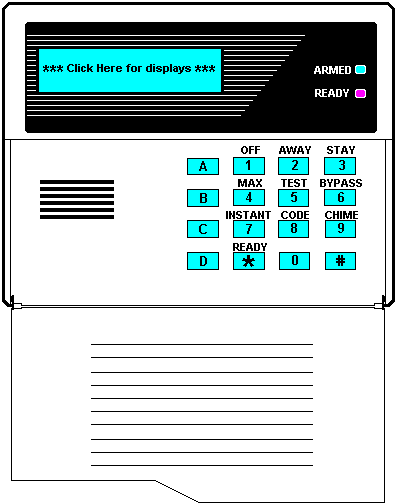 *** Click Here for displays ***
ARMED
READY
OFF AWAY STAY
A 1 2 3
MAX TEST BYPASS
B 4 5 6
INSTANT CODE CHIME
C 7 8 9
READY
D * 0 #